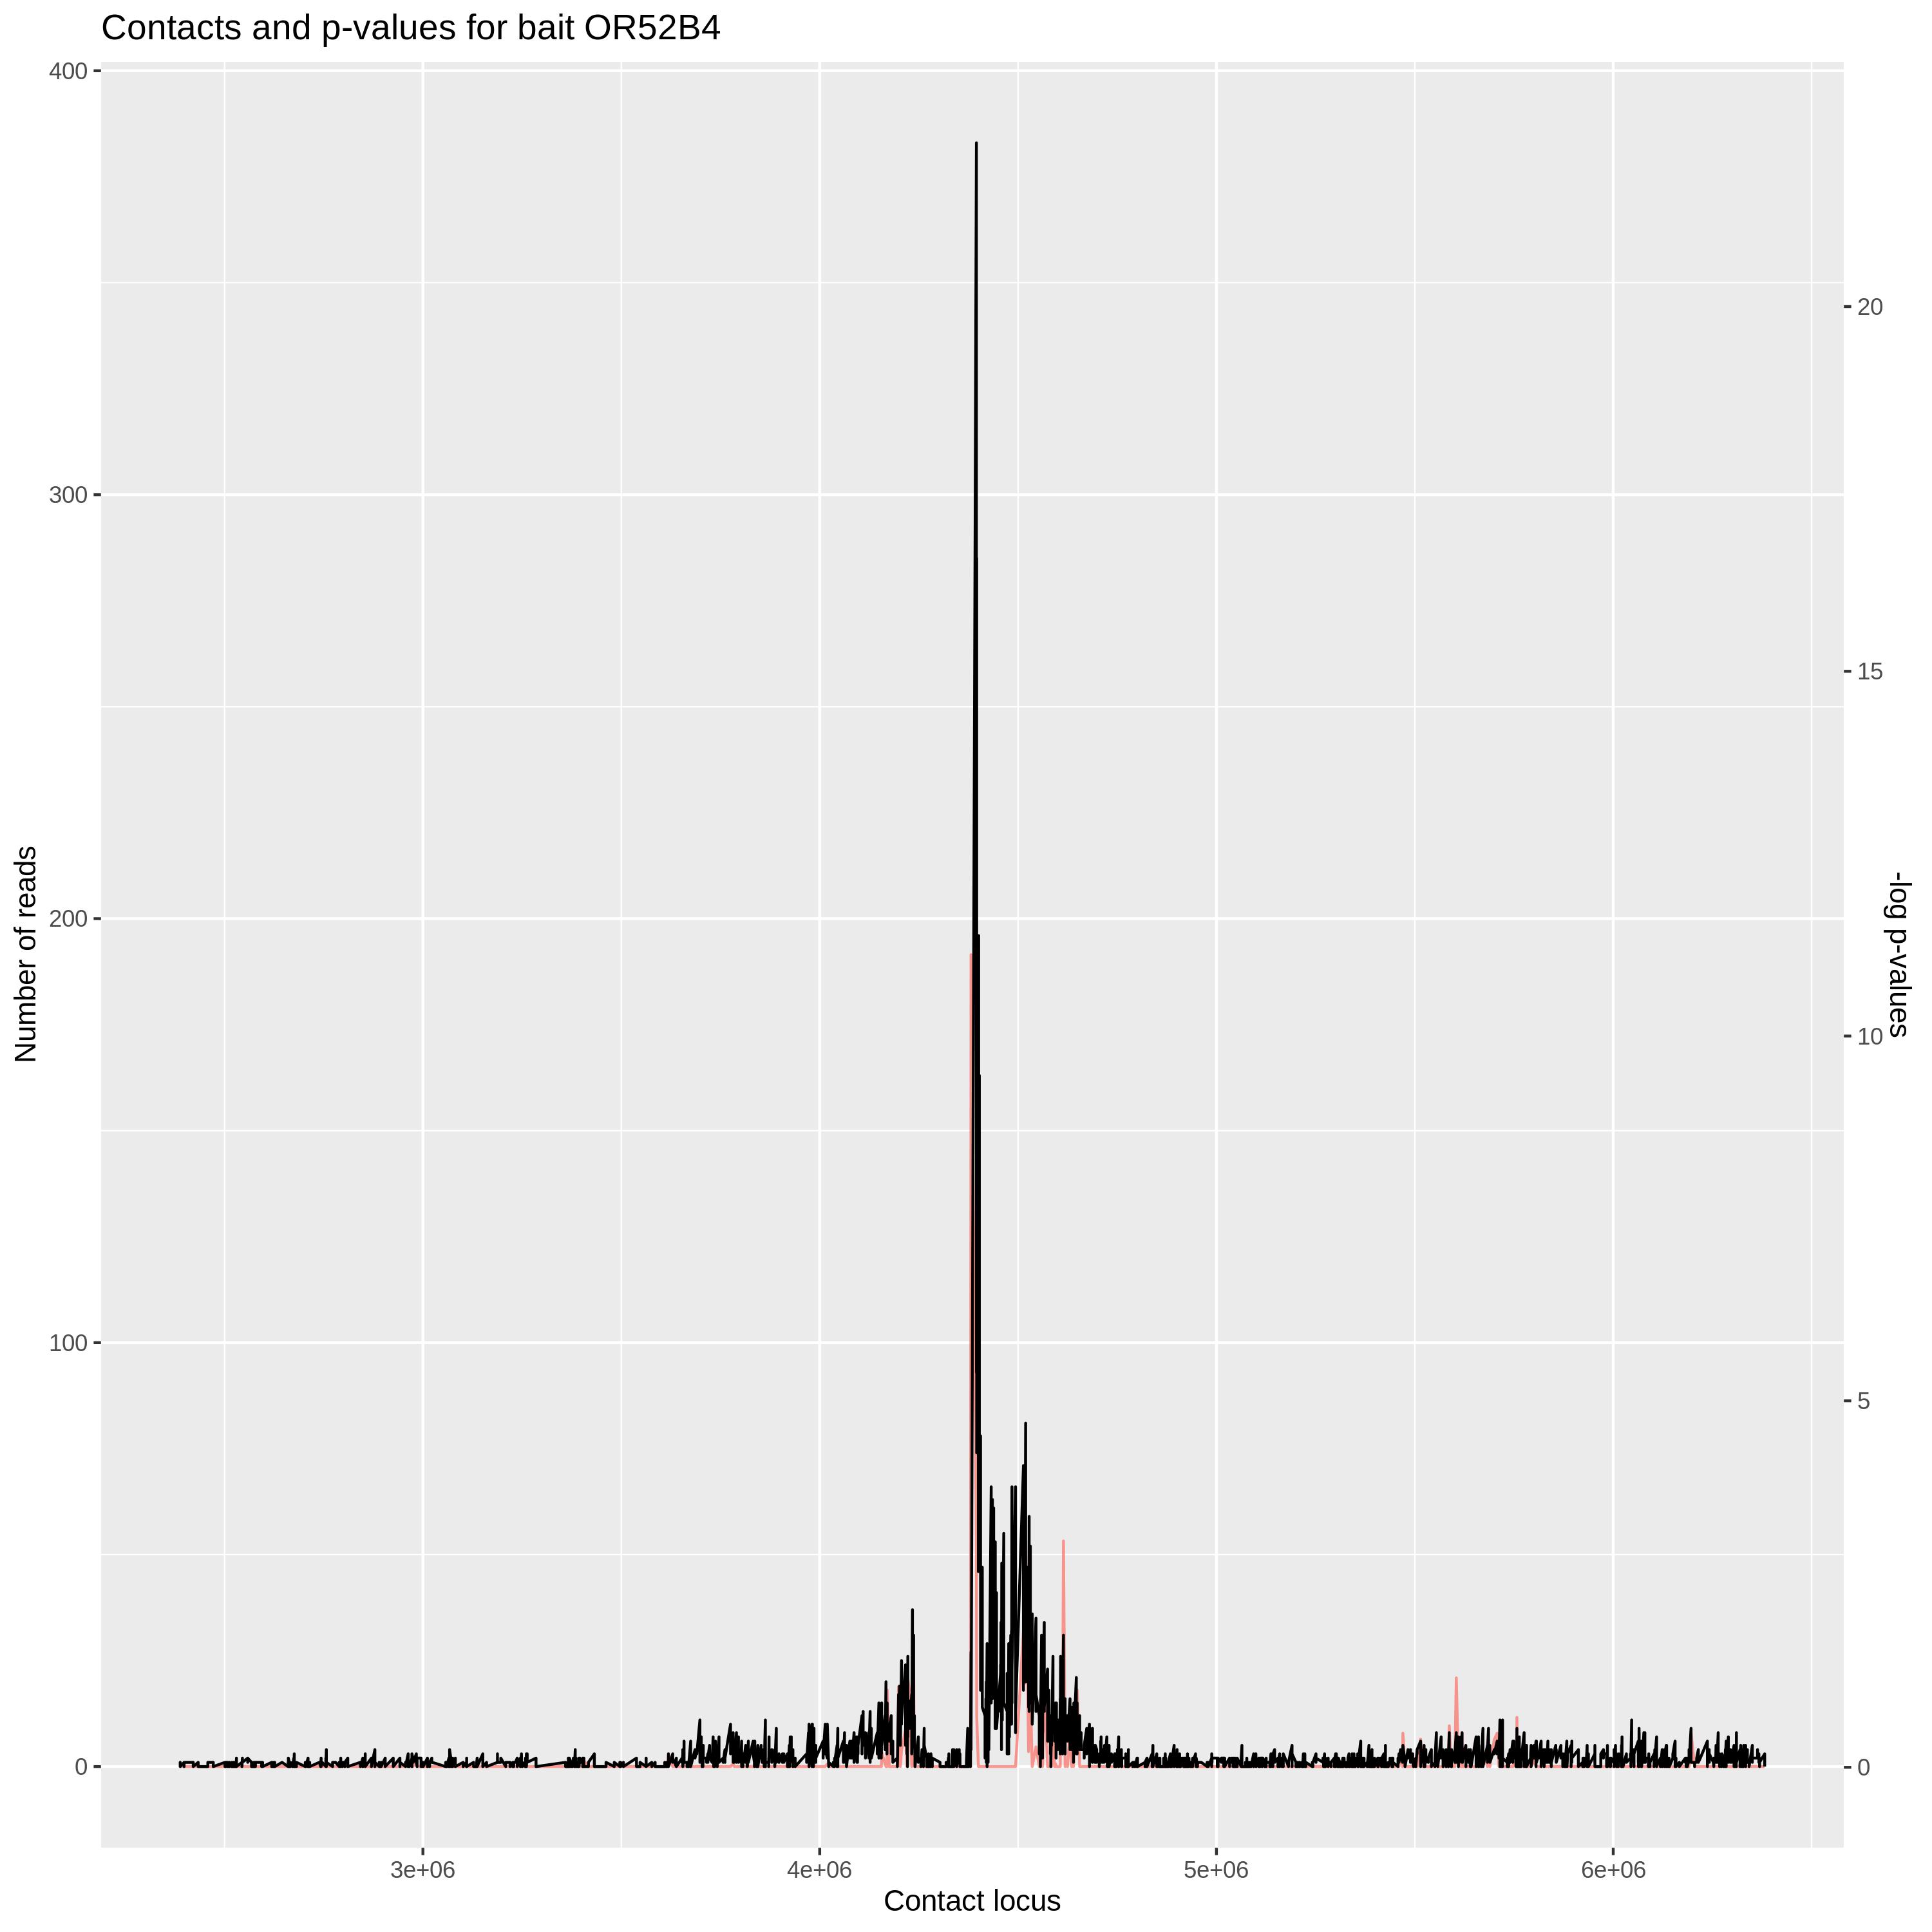 Contacts and p-values for bait OR52B4
400
300
200
100
0
Number of reads
20
15
10
5
0
-log p-values
3e+06
4e+06
5e+06
6e+06
Contact locus